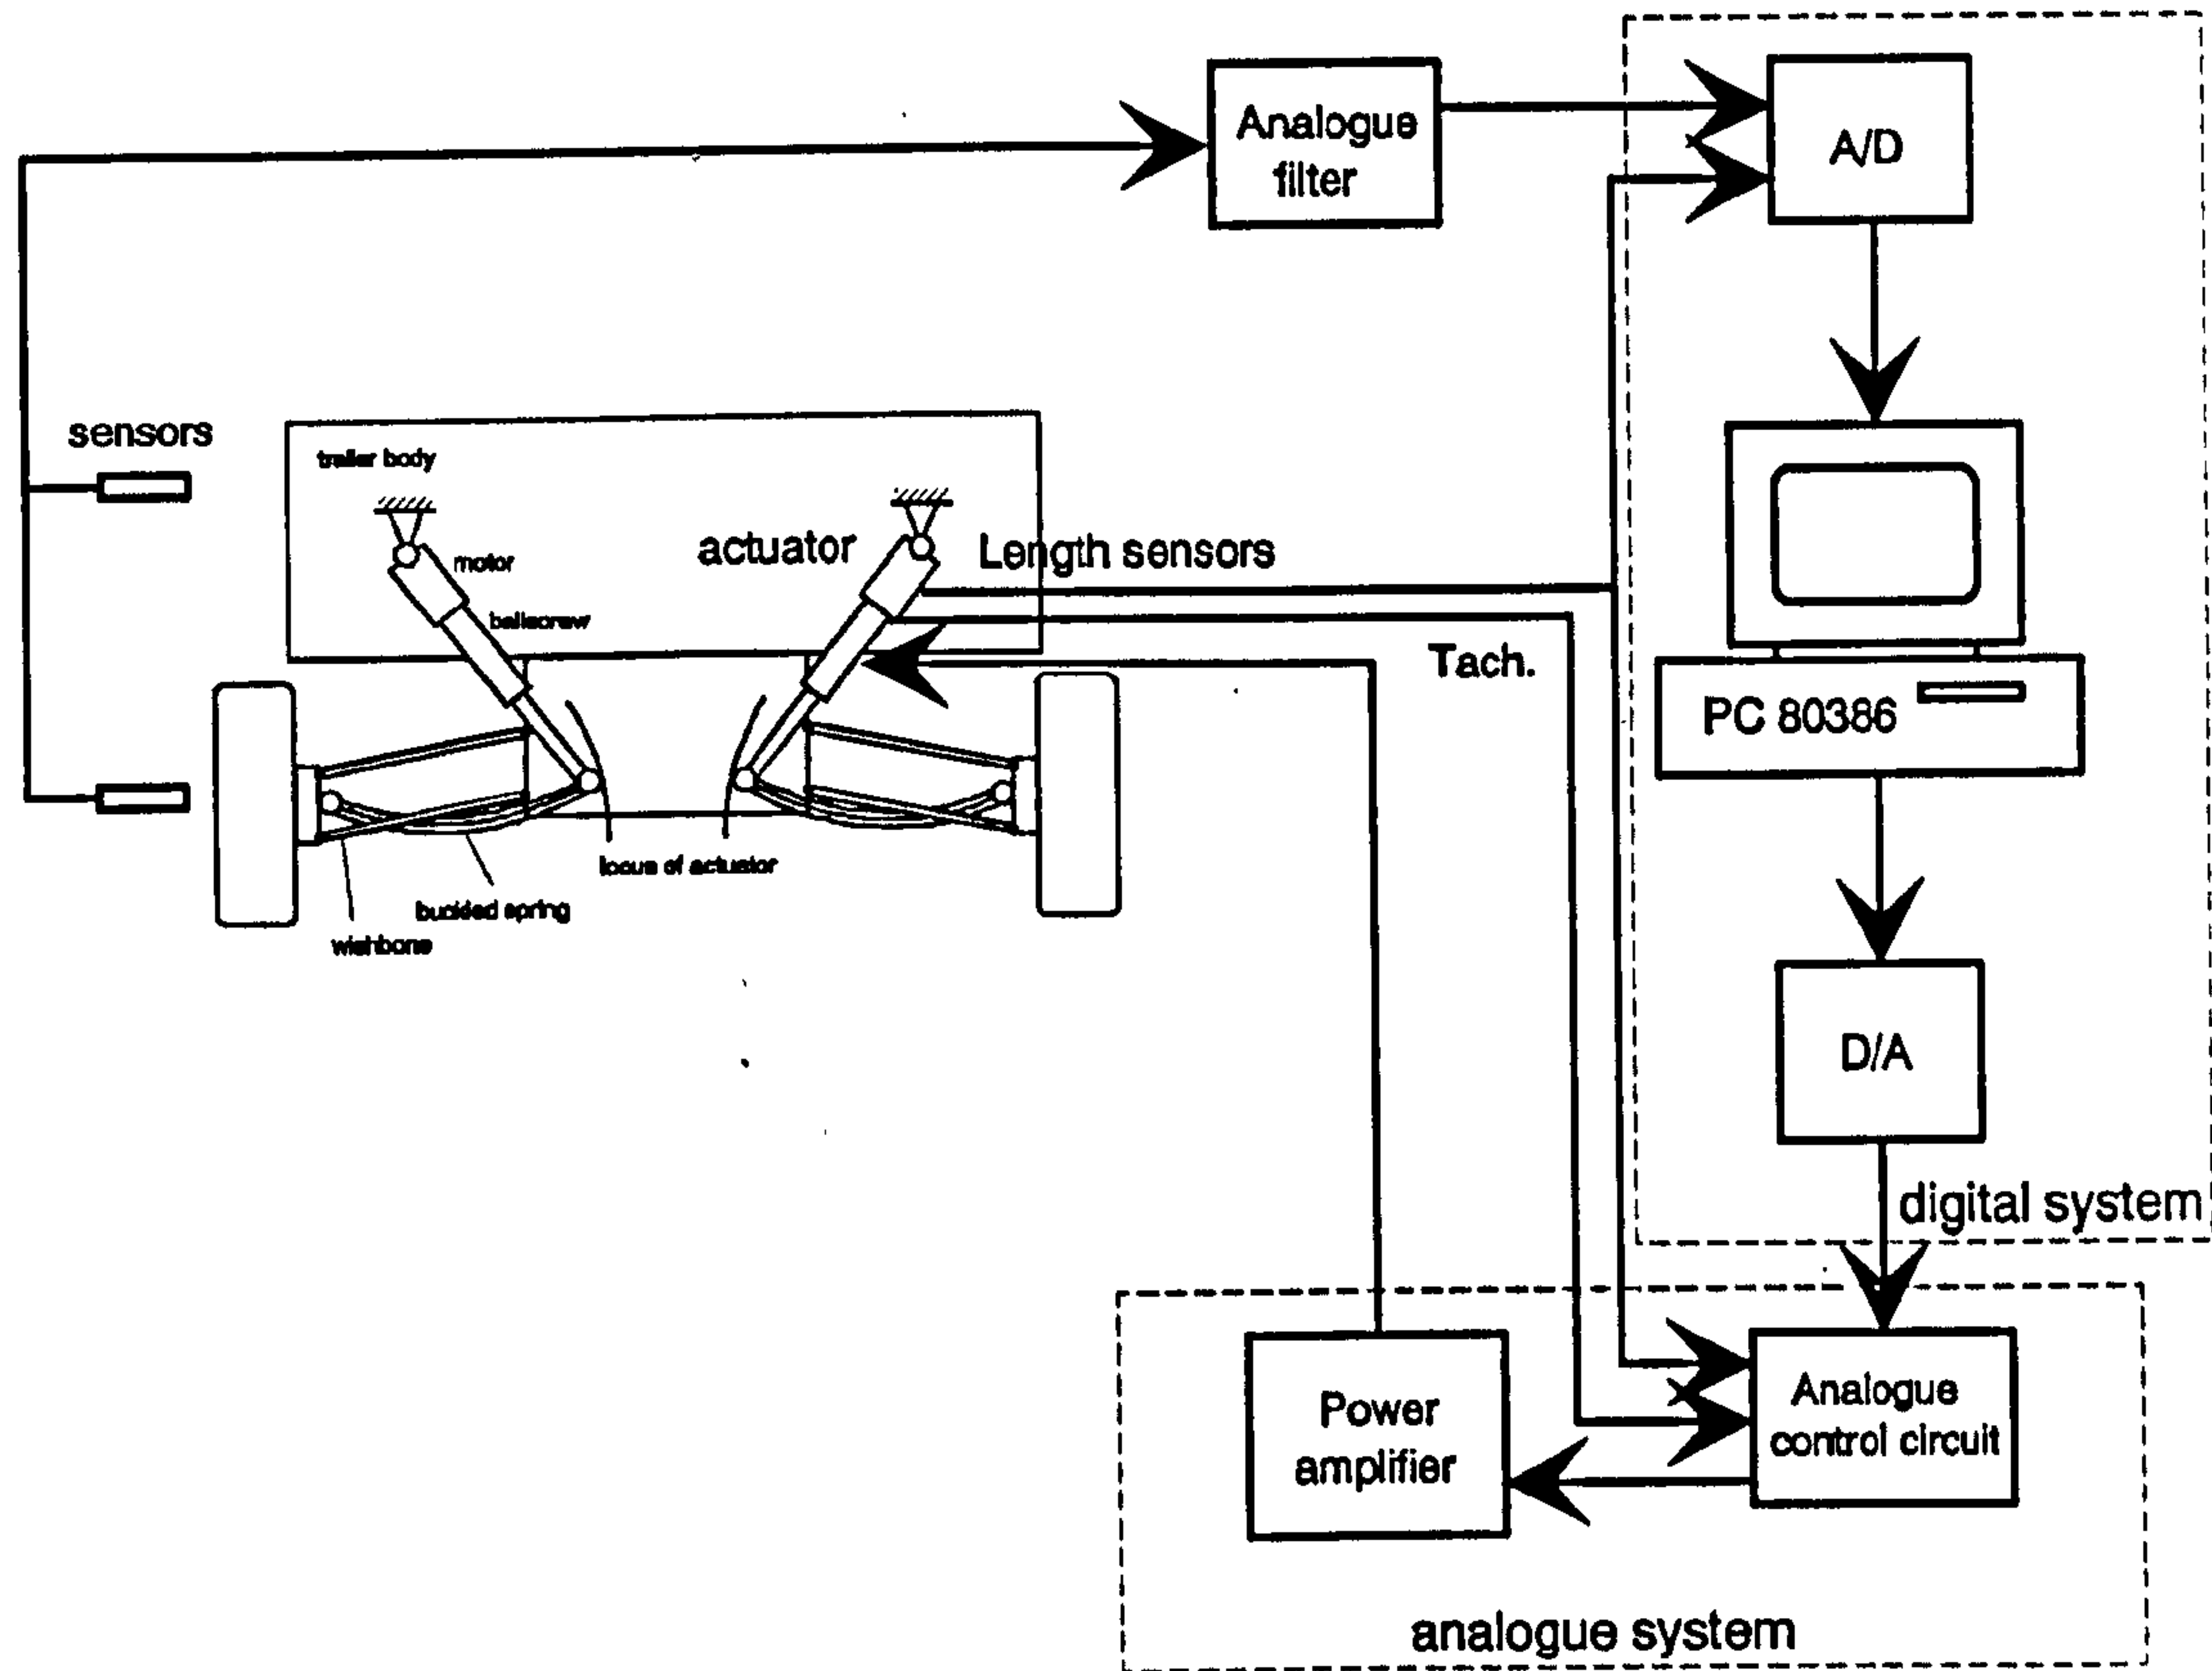 Analogue
filter
A/D
sensors
trailer body
motor
ballscrew
actuator
Length sensors
Tach.
PC 80386
locus of actuator
buckled spring
wishbone
D/A
digital system
Power
amplifier
Analogue
control circuit
analogue system